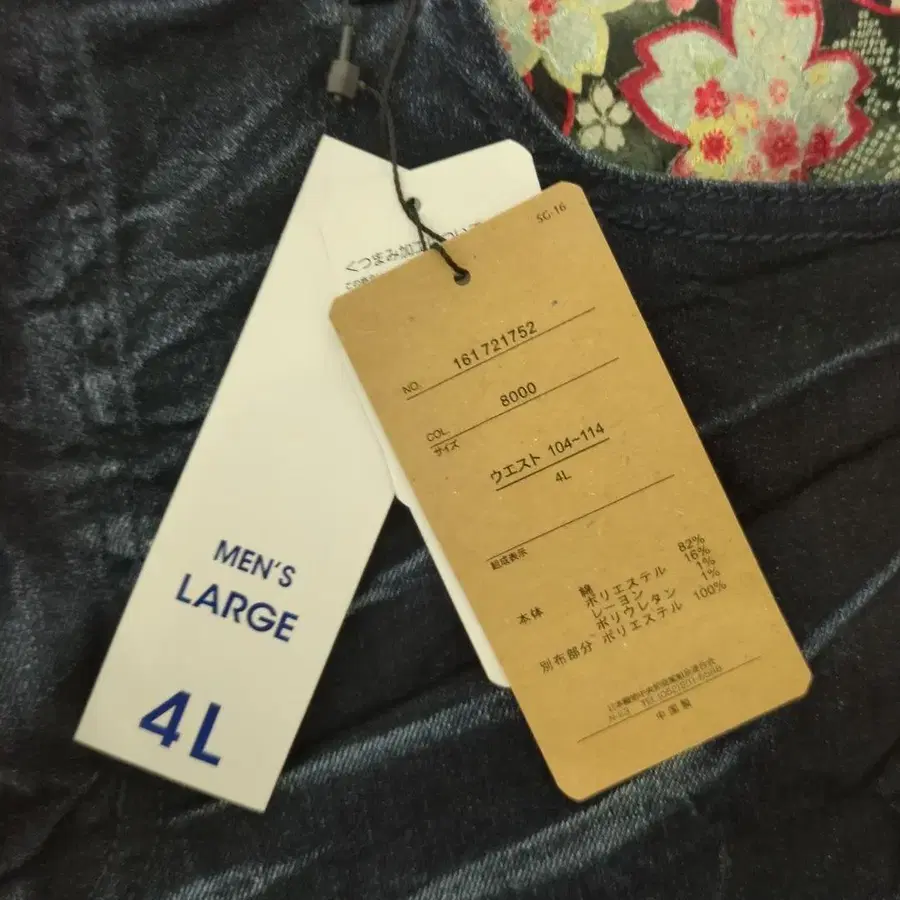 MEN'S
LARGE
4L
SC-16
NO. 161721752
COL. 8000
サイズ
ウエスト 104~114
4L
組成表示
本体 綿 82%
ポリエステル 16%
レーヨン 1%
ポリウレタン 1%
別布部分 ポリエステル 100%
中国製